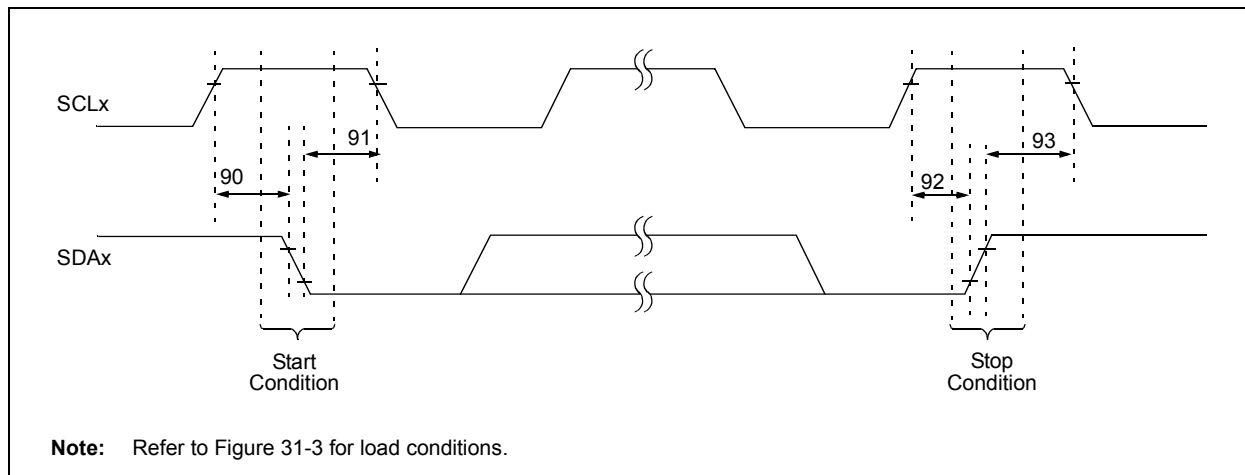 SCLx
91
93
90
92
SDAx
Start
Condition
Stop
Condition
Note: Refer to Figure 31-3 for load conditions.